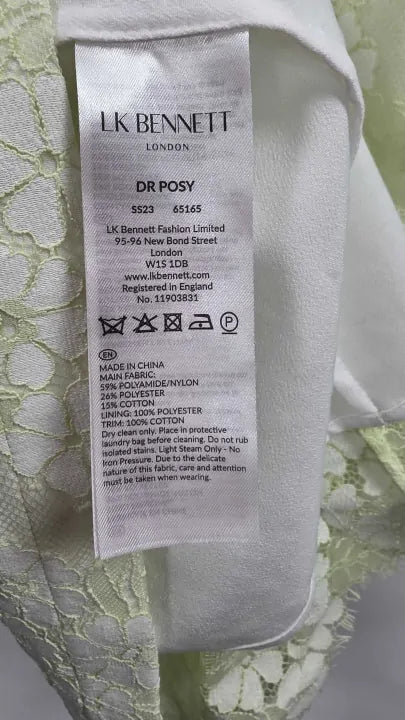 LK BENNETT
LONDON
DR POSY
SS23 65165
LK Bennett Fashion Limited
95-96 New Bond Street
London
W1S 1DB
www.lkbennett.com
Registered in England
No. 11903831
P
EN
MADE IN CHINA
MAIN FABRIC:
59% POLYAMIDE/NYLON
26% POLYESTER
15% COTTON
LINING: 100% POLYESTER
TRIM: 100% COTTON
Dry clean only. Place in protective
laundry bag before cleaning. Do not rub
isolated stains. Light Steam Only - No
Iron Pressure. Due to the delicate
nature of this fabric, care and attention
must be taken when wearing.